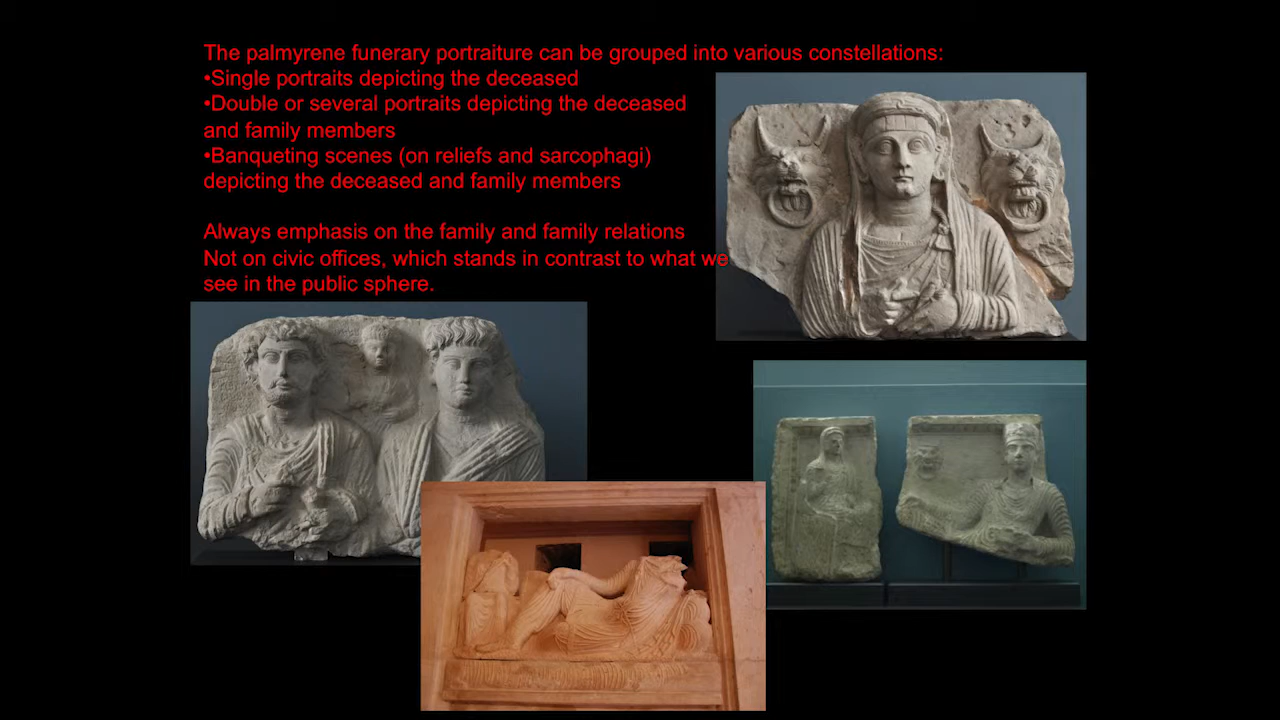 The palmyrene funerary portraiture can be grouped into various constellations:
•Single portraits depicting the deceased
•Double or several portraits depicting the deceased
and family members
•Banqueting scenes (on reliefs and sarcophagi)
depicting the deceased and family members
Always emphasis on the family and family relations
Not on civic offices, which stands in contrast to what we
see in the public sphere.